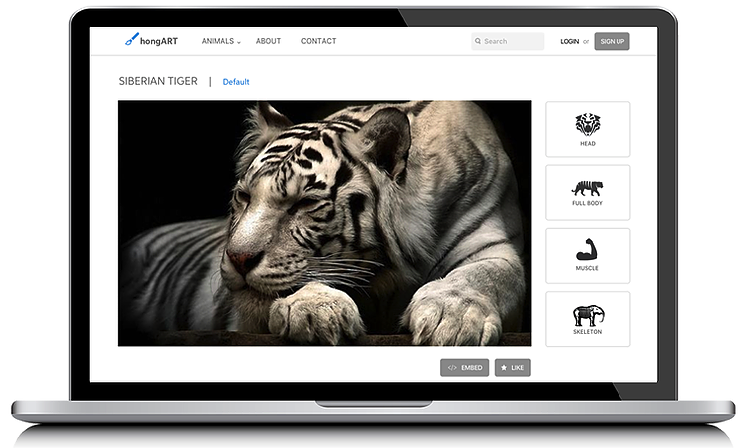 hongART ANIMALS ABOUT CONTACT Search LOGIN or SIGN UP
SIBERIAN TIGER | Default
HEAD
FULL BODY
MUSCLE
SKELETON
</> EMBED LIKE